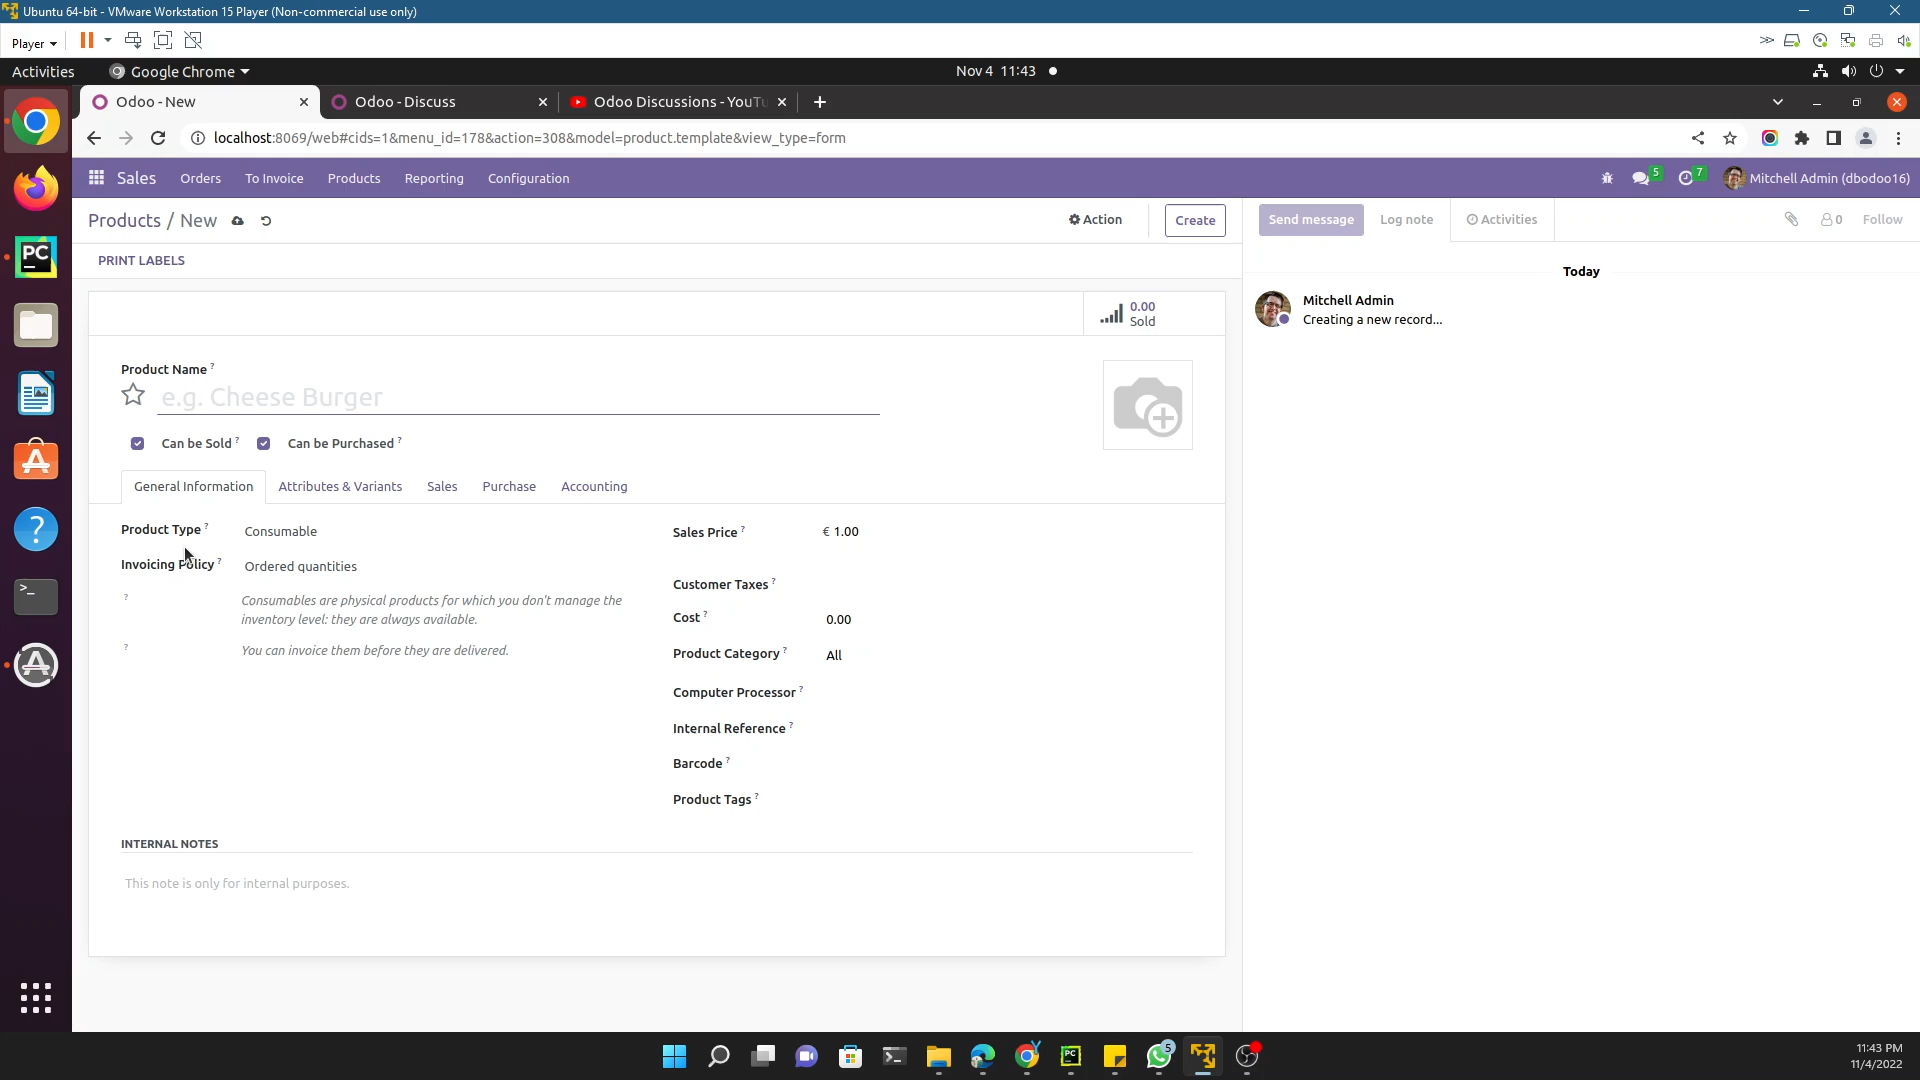 Ubuntu 64-bit - VMware Workstation 15 Player (Non-commercial use only)
Player
Activities
Google Chrome
Nov 4 11:43
Odoo - New
Odoo - Discuss
Odoo Discussions - YouTu
localhost:8069/web#cids=1&menu_id=178&action=308&model=product.template&view_type=form
Sales
Orders
To Invoice
Products
Reporting
Configuration
5
7
Mitchell Admin (dbodoo16)
Products / New
Action
Create
Send message
Log note
Activities
0
Follow
PRINT LABELS
Today
Mitchell Admin
Creating a new record...
0.00
Sold
Product Name ?
e.g. Cheese Burger
Can be Sold ?
Can be Purchased ?
General Information
Attributes & Variants
Sales
Purchase
Accounting
Product Type ?
Consumable
Invoicing Policy ?
Ordered quantities
?
Consumables are physical products for which you don't manage the
inventory level: they are always available.
?
You can invoice them before they are delivered.
Sales Price ?
€ 1.00
Customer Taxes ?
Cost ?
0.00
Product Category ?
All
Computer Processor ?
Internal Reference ?
Barcode ?
Product Tags ?
INTERNAL NOTES
This note is only for internal purposes.
PC
PC
5
11:43 PM
11/4/2022